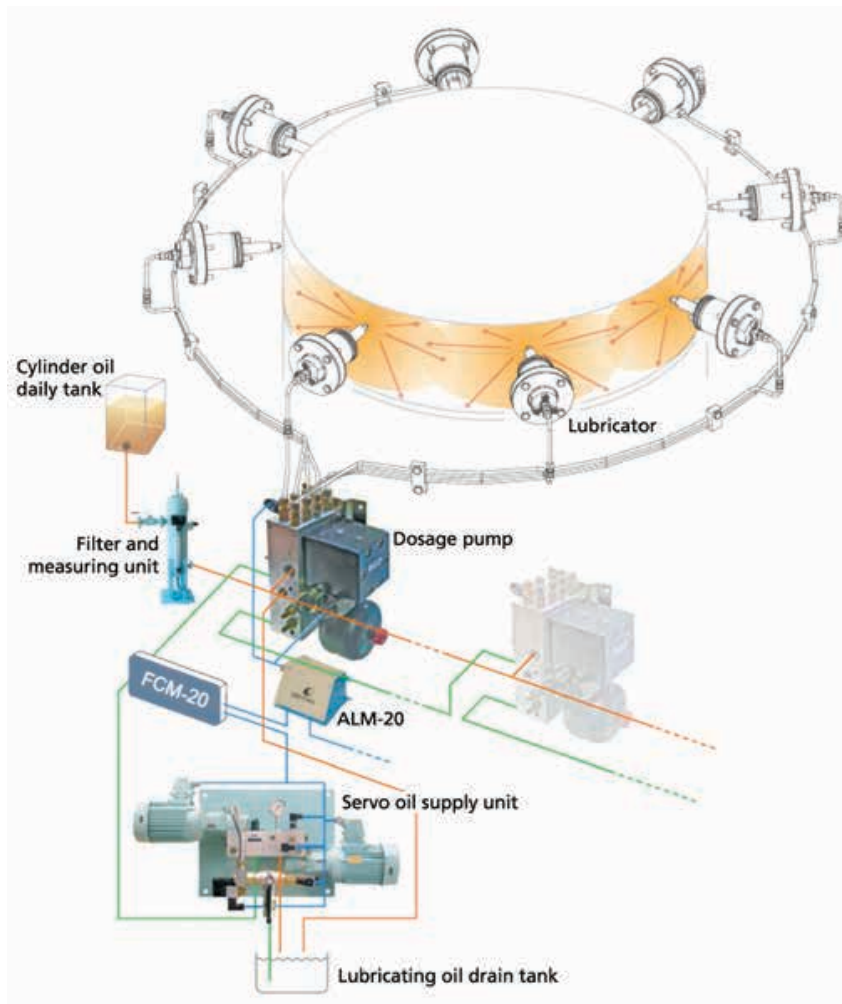 Cylinder oil
daily tank
Lubricator
Filter and
measuring unit
Dosage pump
FCM-20
ALM-20
Servo oil supply unit
Lubricating oil drain tank